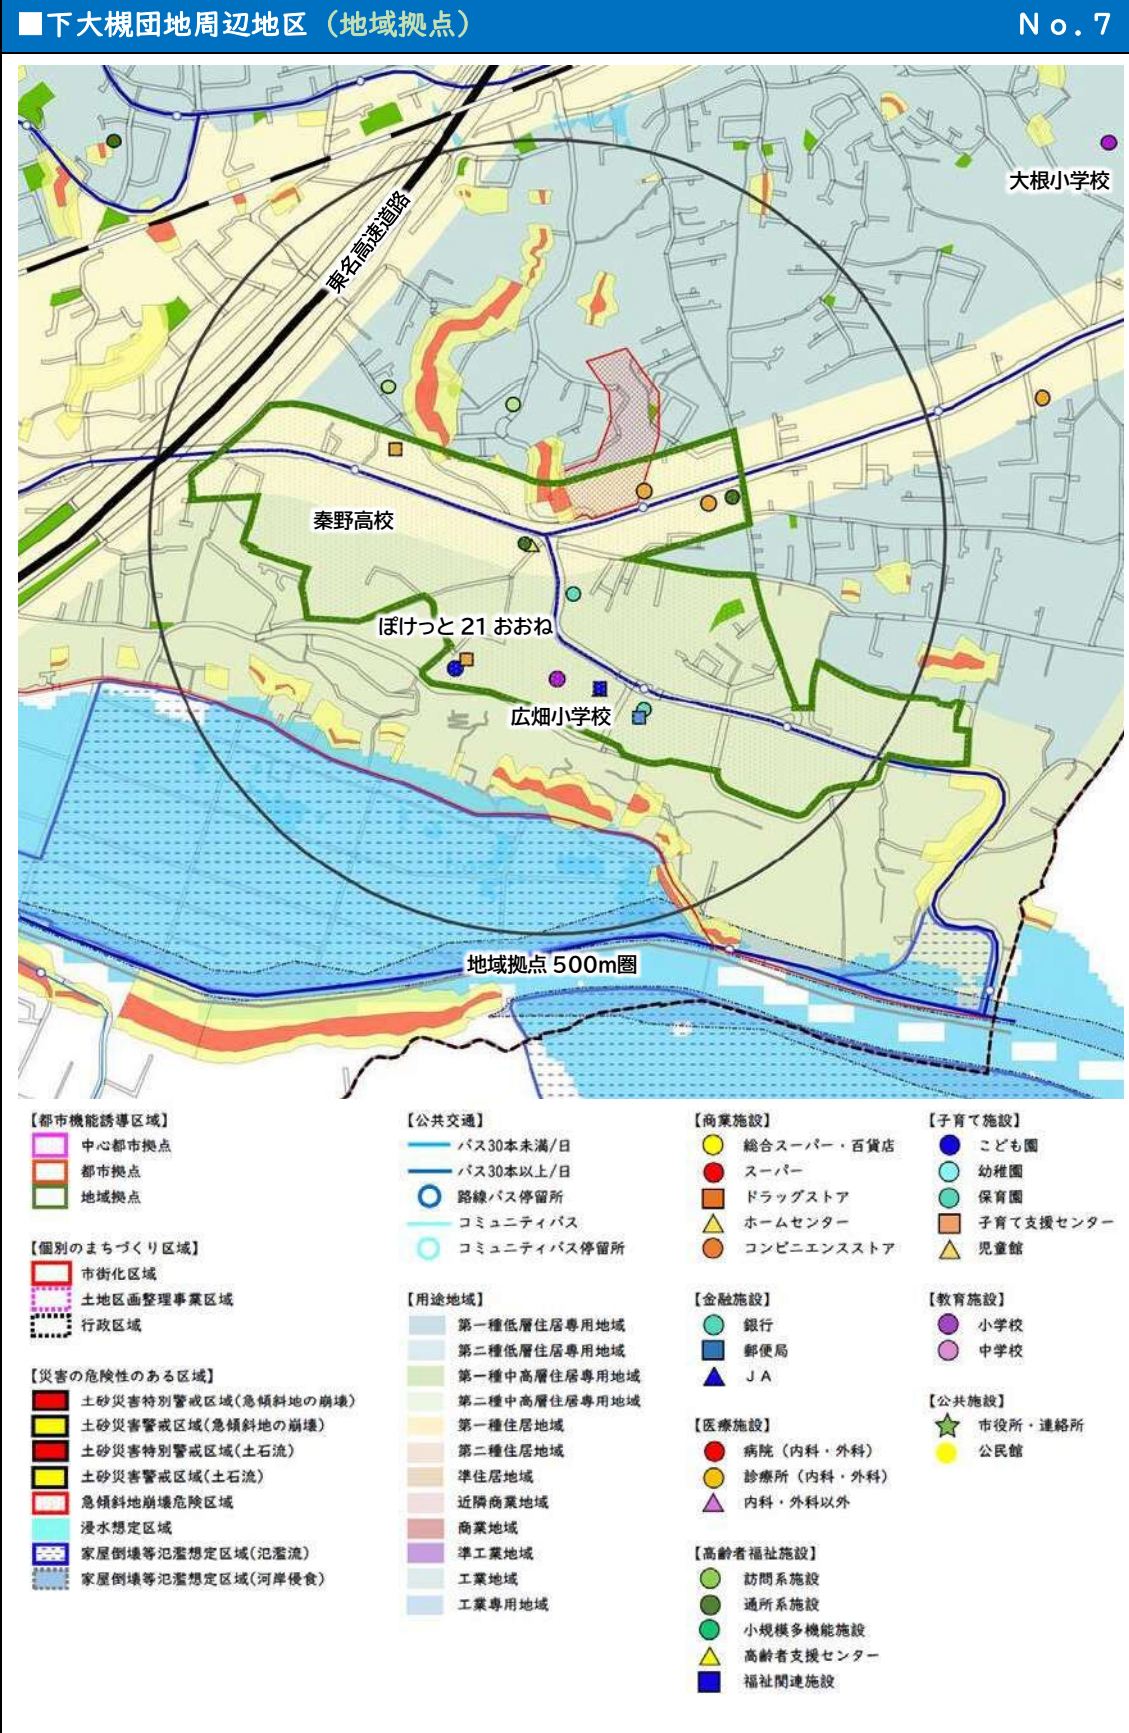 ■下大槻団地周辺地区（地域拠点） No.7
大根小学校
東名高速道路
秦野高校
ぽけっと 21 おおね
広畑小学校
地域拠点 500m圏
【都市機能誘導区域】
中心都市拠点
都市拠点
地域拠点
【個別のまちづくり区域】
市街化区域
土地区画整理事業区域
行政区域
【災害の危険性のある区域】
土砂災害特別警戒区域(急傾斜地の崩壊)
土砂災害警戒区域(急傾斜地の崩壊)
土砂災害特別警戒区域(土石流)
土砂災害警戒区域(土石流)
急傾斜地崩壊危険区域
浸水想定区域
家屋倒壊等氾濫想定区域(氾濫流)
家屋倒壊等氾濫想定区域(河岸侵食)
【公共交通】
バス30本未満/日
バス30本以上/日
路線バス停留所
コミュニティバス
コミュニティバス停留所
【用途地域】
第一種低層住居専用地域
第二種低層住居専用地域
第一種中高層住居専用地域
第二種中高層住居専用地域
第一種住居地域
第二種住居地域
準住居地域
近隣商業地域
商業地域
準工業地域
工業地域
工業専用地域
【商業施設】
総合スーパー・百貨店
スーパー
ドラッグストア
ホームセンター
コンビニエンスストア
【金融施設】
銀行
郵便局
ＪＡ
【医療施設】
病院（内科・外科）
診療所（内科・外科）
内科・外科以外
【高齢者福祉施設】
訪問系施設
通所系施設
小規模多機能施設
高齢者支援センター
福祉関連施設
【子育て施設】
こども園
幼稚園
保育園
子育て支援センター
児童館
【教育施設】
小学校
中学校
【公共施設】
市役所・連絡所
公民館